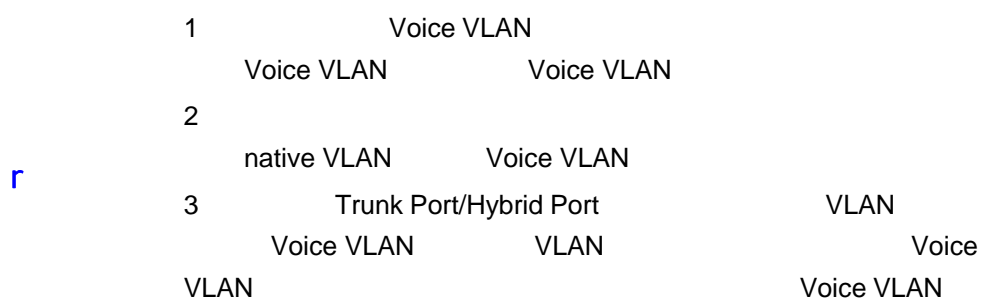 1 Voice VLAN
Voice VLAN Voice VLAN
2
native VLAN Voice VLAN
r
3 Trunk Port/Hybrid Port VLAN
Voice VLAN VLAN Voice
VLAN Voice VLAN